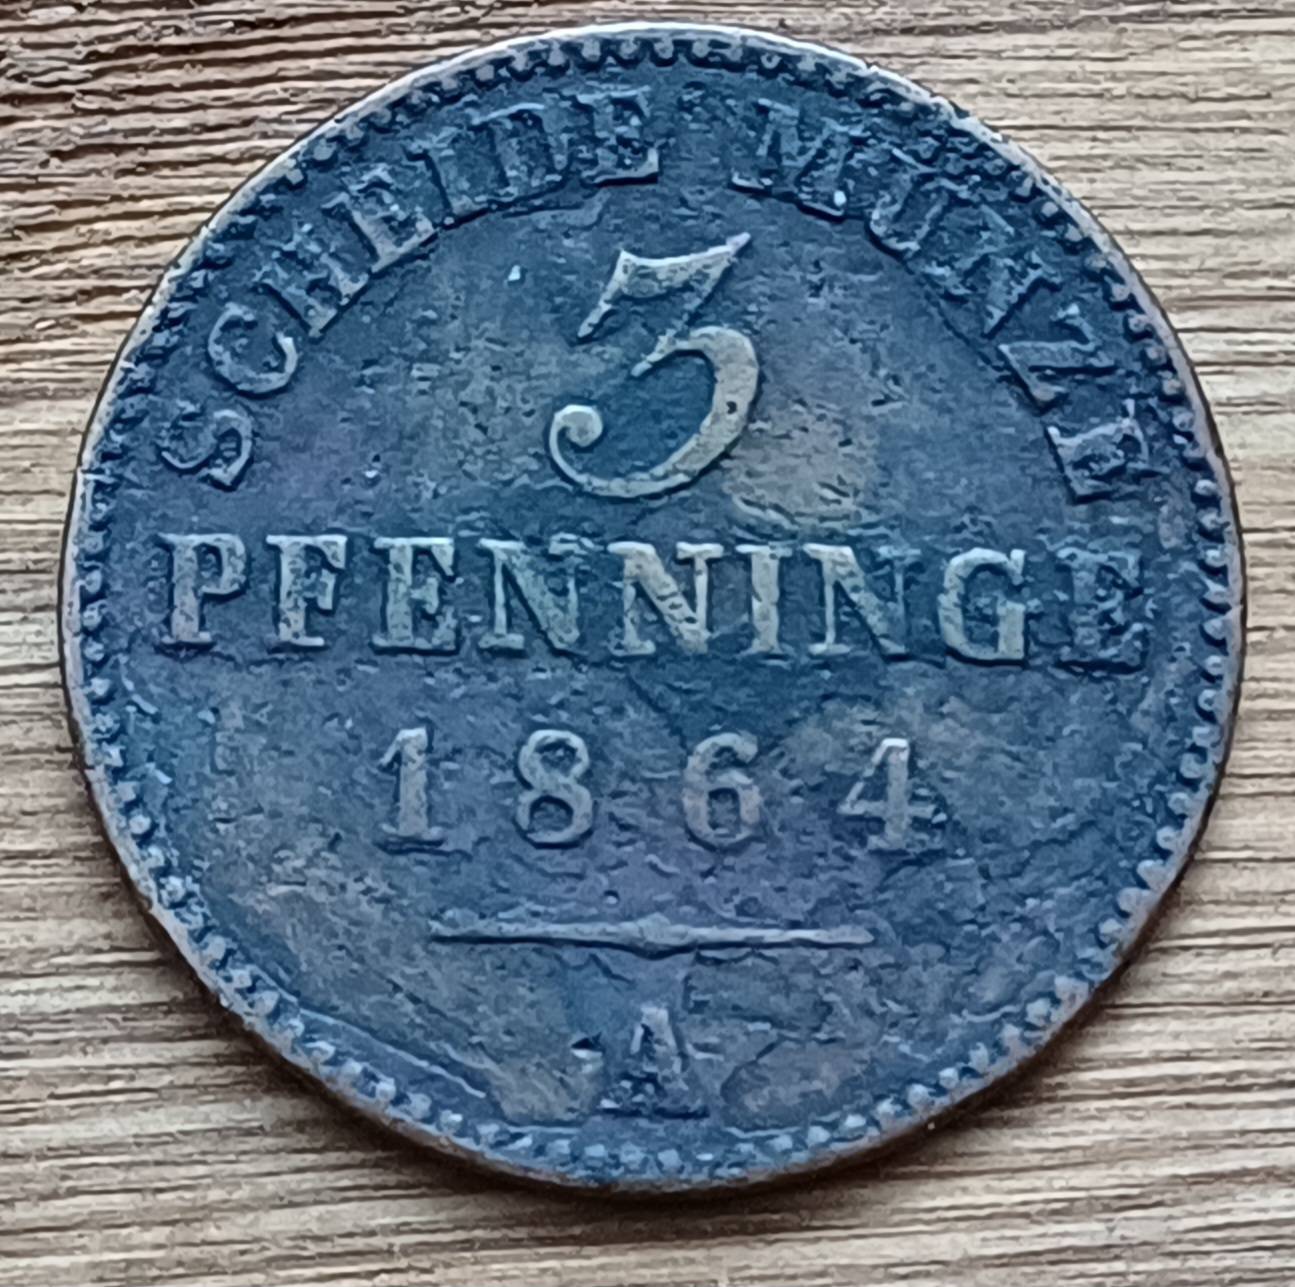 SCHEIDE MÜNZE
3
PFENNINGE
1864
A